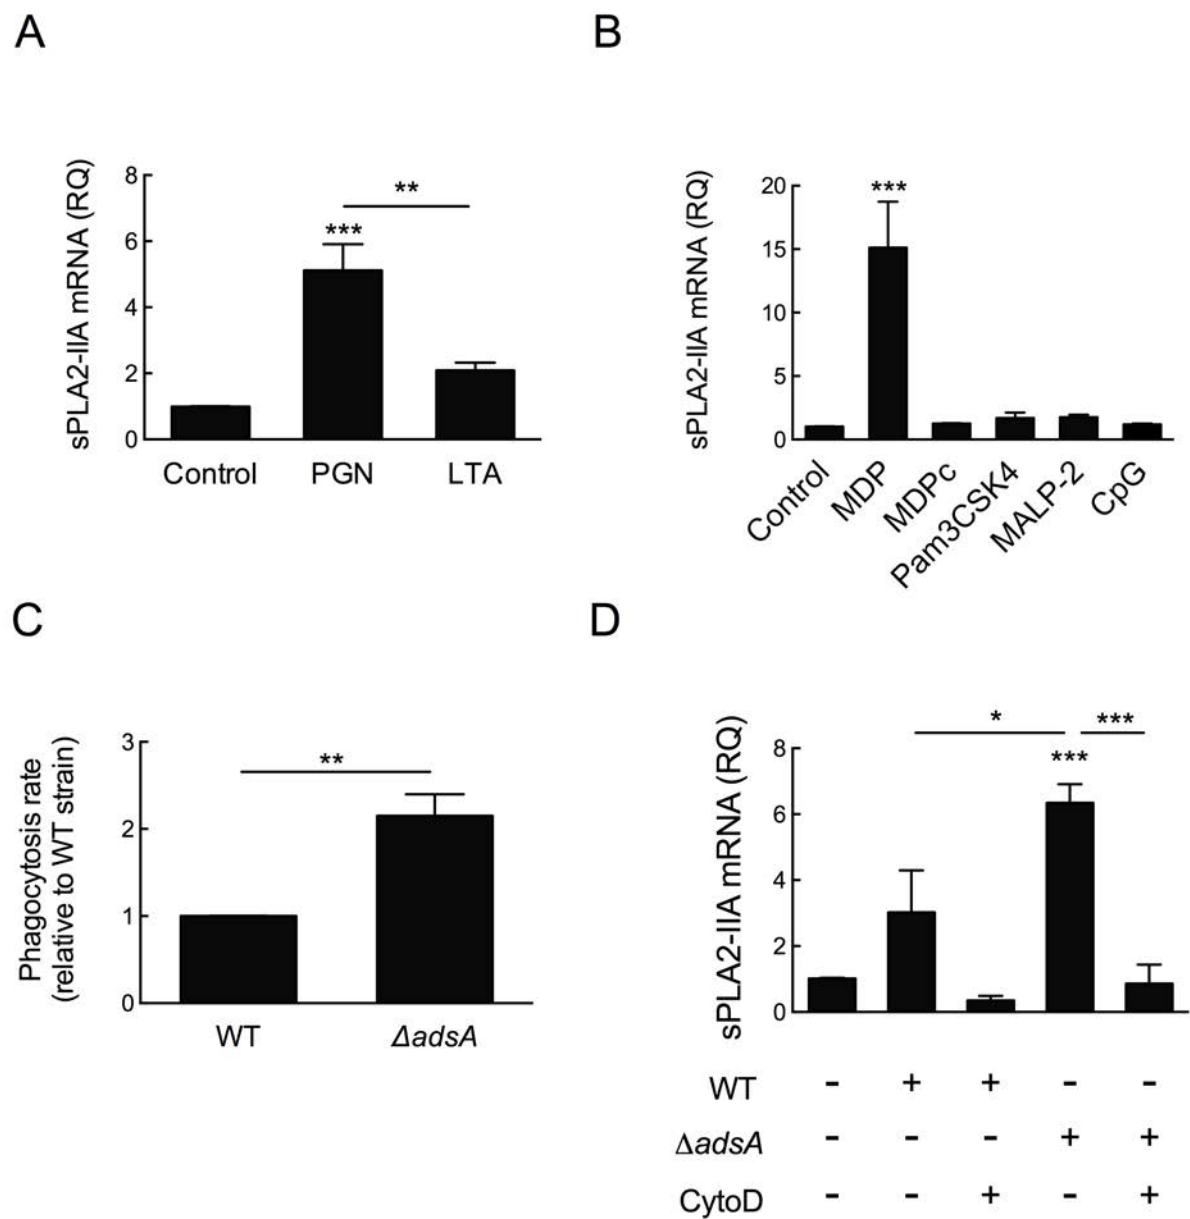 A
sPLA2-IIA mRNA (RQ)
8
6
4
2
0
**
***
Control PGN LTA
B
sPLA2-IIA mRNA (RQ)
20
15
10
5
0
***
Control MDP MDPc Pam3CSK4 MALP-2 CpG
C
Phagocytosis rate
(relative to WT strain)
3
2
1
0
**
WT ΔadsA
D
sPLA2-IIA mRNA (RQ)
8
6
4
2
0
* ***
***
WT - + + - -
ΔadsA - - - + +
CytoD - - + - +